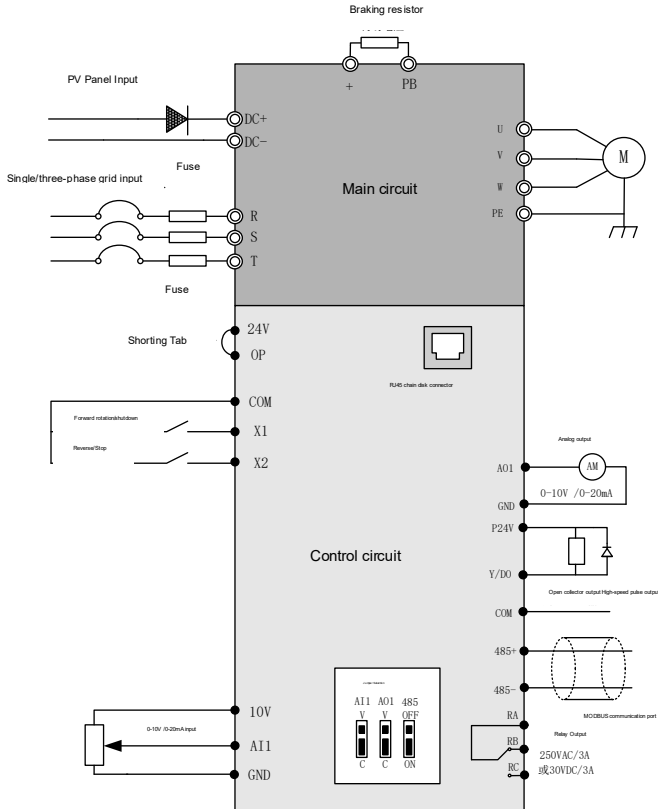 Braking resistor
+
PB
PV Panel Input
DC+
DC-
Fuse
Single/three-phase grid input
R
S
T
Fuse
Main circuit
U
V
W
PE
M
Shorting Tab
24V
OP
RJ45 chain disk connector
COM
Forward rotation/shutdown
X1
Reverse/Stop
X2
Control circuit
Analog output
AO1
AM
0-10V /0-20mA
GND
P24V
Y/DO
Open collector output High-speed pulse output
COM
485+
485-
MODBUS communication port
AI1 AO1 485
V V OFF
C C ON
10V
0-10V /0-20mA input
AI1
GND
RA
Relay Output
RB
250VAC/3A
RC
或30VDC/3A